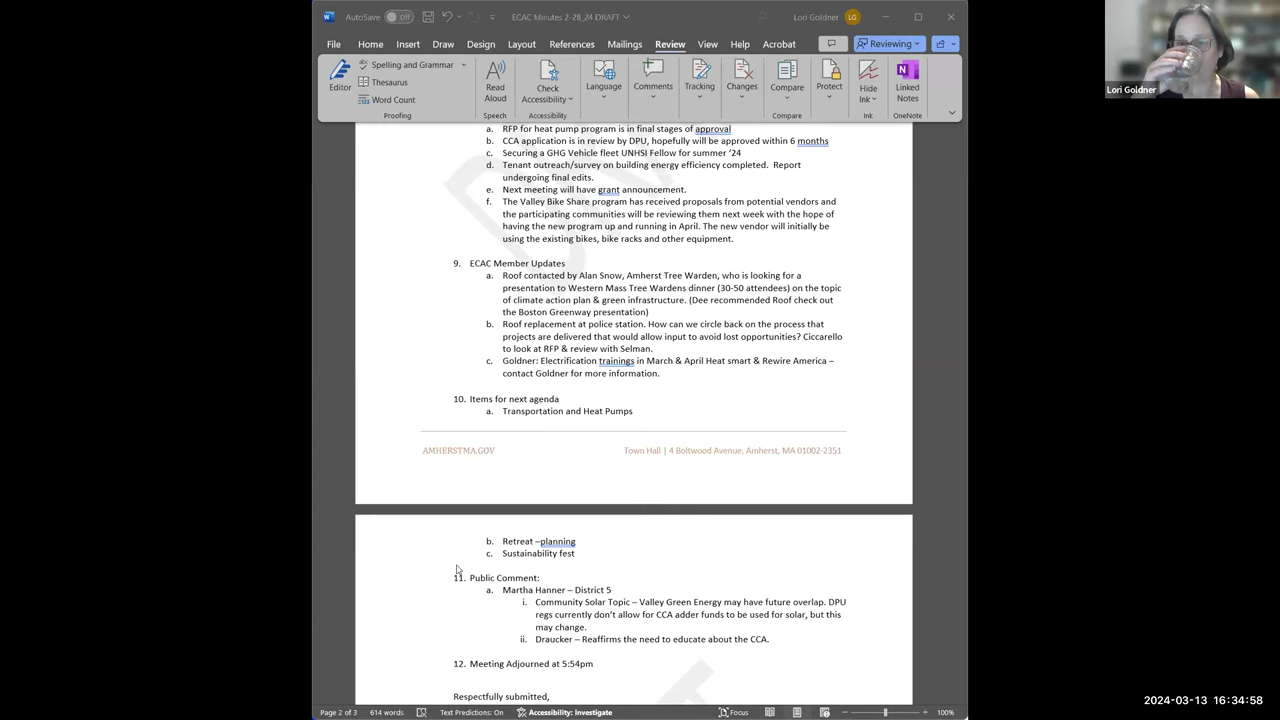 AutoSave
Off
ECAC Minutes 2-28_24 DRAFT
Lori Goldner
LG
File
Home
Insert
Draw
Design
Layout
References
Mailings
Review
View
Help
Acrobat
Reviewing
Editor
Spelling and Grammar
Thesaurus
Word Count
Proofing
Read Aloud
Speech
Check Accessibility
Accessibility
Language
Comments
Tracking
Changes
Compare
Compare
Protect
Hide Ink
Ink
Linked Notes
OneNote
Lori Goldner
a. RFP for heat pump program is in final stages of approval
b. CCA application is in review by DPU, hopefully will be approved within 6 months
c. Securing a GHG Vehicle fleet UNHSI Fellow for summer ‘24
d. Tenant outreach/survey on building energy efficiency completed. Report
undergoing final edits.
e. Next meeting will have grant announcement.
f. The Valley Bike Share program has received proposals from potential vendors and
the participating communities will be reviewing them next week with the hope of
having the new program up and running in April. The new vendor will initially be
using the existing bikes, bike racks and other equipment.
9. ECAC Member Updates
a. Roof contacted by Alan Snow, Amherst Tree Warden, who is looking for a
presentation to Western Mass Tree Wardens dinner (30-50 attendees) on the topic
of climate action plan & green infrastructure. (Dee recommended Roof check out
the Boston Greenway presentation)
b. Roof replacement at police station. How can we circle back on the process that
projects are delivered that would allow input to avoid lost opportunities? Ciccarello
to look at RFP & review with Selman.
c. Goldner: Electrification trainings in March & April Heat smart & Rewire America –
contact Goldner for more information.
10. Items for next agenda
a. Transportation and Heat Pumps
AMHERSTMA.GOV
Town Hall | 4 Boltwood Avenue, Amherst, MA 01002-2351
b. Retreat –planning
c. Sustainability fest
11. Public Comment:
a. Martha Hanner – District 5
i. Community Solar Topic – Valley Green Energy may have future overlap. DPU
regs currently don’t allow for CCA adder funds to be used for solar, but this
may change.
ii. Draucker – Reaffirms the need to educate about the CCA.
12. Meeting Adjourned at 5:54pm
Respectfully submitted,
Page 2 of 3
614 words
Text Predictions: On
Accessibility: Investigate
Focus
100%
2024-03-13 16:34:58